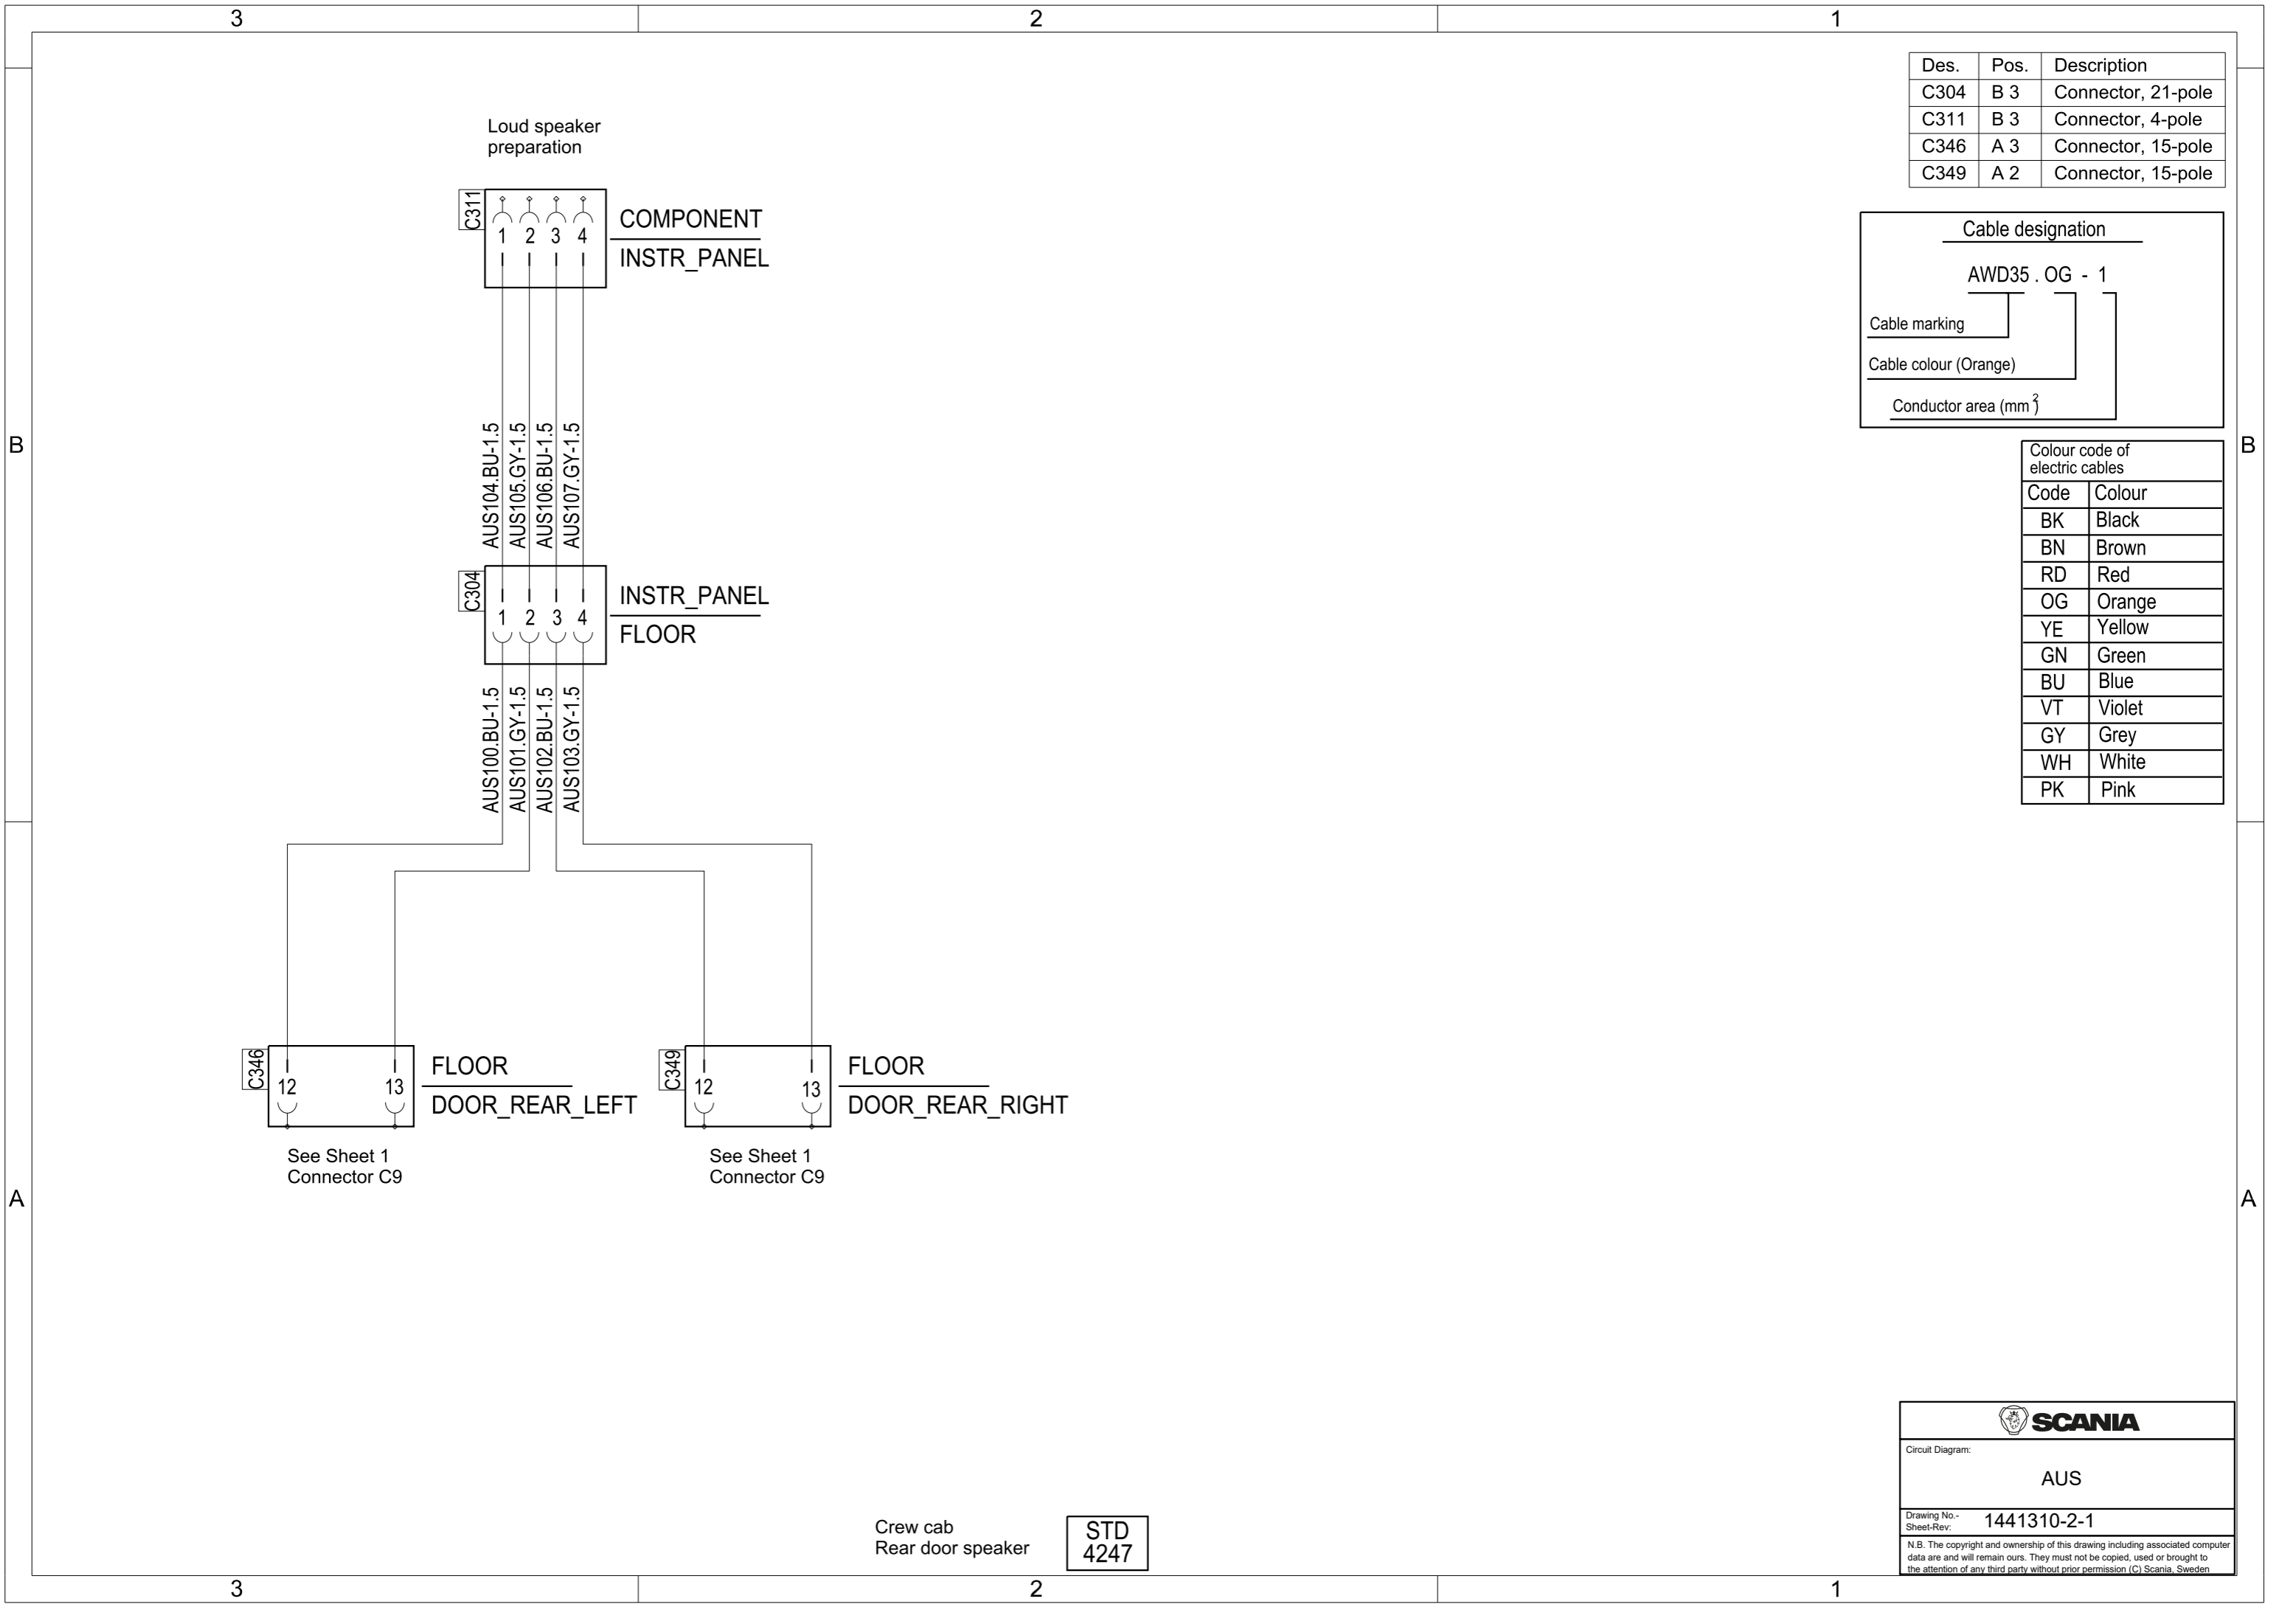 3 2 1
Des. Pos. Description
C304 B 3 Connector, 21-pole
C311 B 3 Connector, 4-pole
C346 A 3 Connector, 15-pole
C349 A 2 Connector, 15-pole
Loud speaker
preparation
C311
1 2 3 4
COMPONENT
INSTR_PANEL
Cable designation
AWD35 . OG - 1
Cable marking
Cable colour (Orange)
Conductor area (mm²)
B B
AUS104.BU-1.5
AUS105.GY-1.5
AUS106.BU-1.5
AUS107.GY-1.5
Colour code of
electric cables
Code Colour
BK Black
BN Brown
RD Red
OG Orange
YE Yellow
GN Green
BU Blue
VT Violet
GY Grey
WH White
PK Pink
C304
1 2 3 4
INSTR_PANEL
FLOOR
AUS100.BU-1.5
AUS101.GY-1.5
AUS102.BU-1.5
AUS103.GY-1.5
C346
12 13
FLOOR
DOOR_REAR_LEFT
See Sheet 1
Connector C9
C349
12 13
FLOOR
DOOR_REAR_RIGHT
See Sheet 1
Connector C9
A A
Crew cab
Rear door speaker
STD
4247
SCANIA
Circuit Diagram:
AUS
Drawing No.-
Sheet-Rev:
1441310-2-1
N.B. The copyright and ownership of this drawing including associated computer
data are and will remain ours. They must not be copied, used or brought to
the attention of any third party without prior permission (C) Scania, Sweden
3 2 1